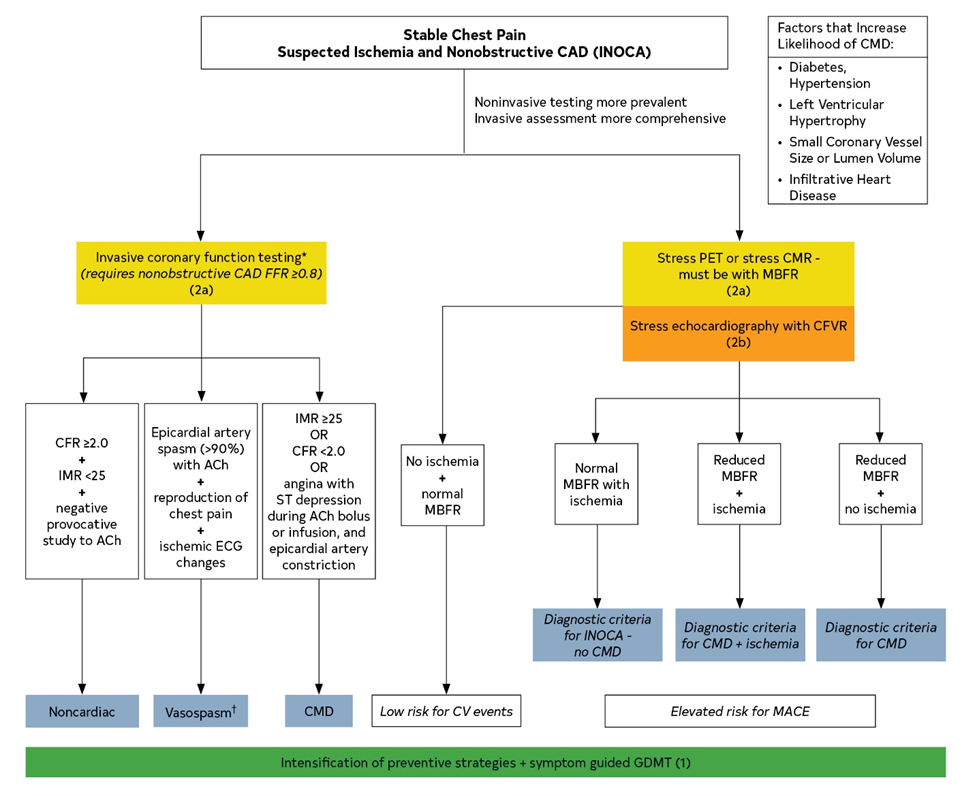 Stable Chest Pain
Suspected Ischemia and Nonobstructive CAD (INOCA)
Factors that Increase
Likelihood of CMD:
• Diabetes,
Hypertension
• Left Ventricular
Hypertrophy
• Small Coronary Vessel
Size or Lumen Volume
• Infiltrative Heart
Disease
Noninvasive testing more prevalent
Invasive assessment more comprehensive
Invasive coronary function testing*
(requires nonobstructive CAD FFR ≥0.8)
(2a)
Stress PET or stress CMR -
must be with MBFR
(2a)
Stress echocardiography with CFVR
(2b)
CFR ≥2.0
+
IMR <25
+
negative
provocative
study to ACh
Epicardial artery
spasm (>90%)
with ACh
+
reproduction of
chest pain
+
ischemic ECG
changes
IMR ≥25
OR
CFR <2.0
OR
angina with
ST depression
during ACh bolus
or infusion, and
epicardial artery
constriction
No ischemia
+
normal
MBFR
Normal
MBFR with
ischemia
Reduced
MBFR
+
ischemia
Reduced
MBFR
+
no ischemia
Diagnostic criteria
for INOCA -
no CMD
Diagnostic criteria
for CMD + ischemia
Diagnostic criteria
for CMD
Noncardiac
Vasospasm†
CMD
Low risk for CV events
Elevated risk for MACE
Intensification of preventive strategies + symptom guided GDMT (1)